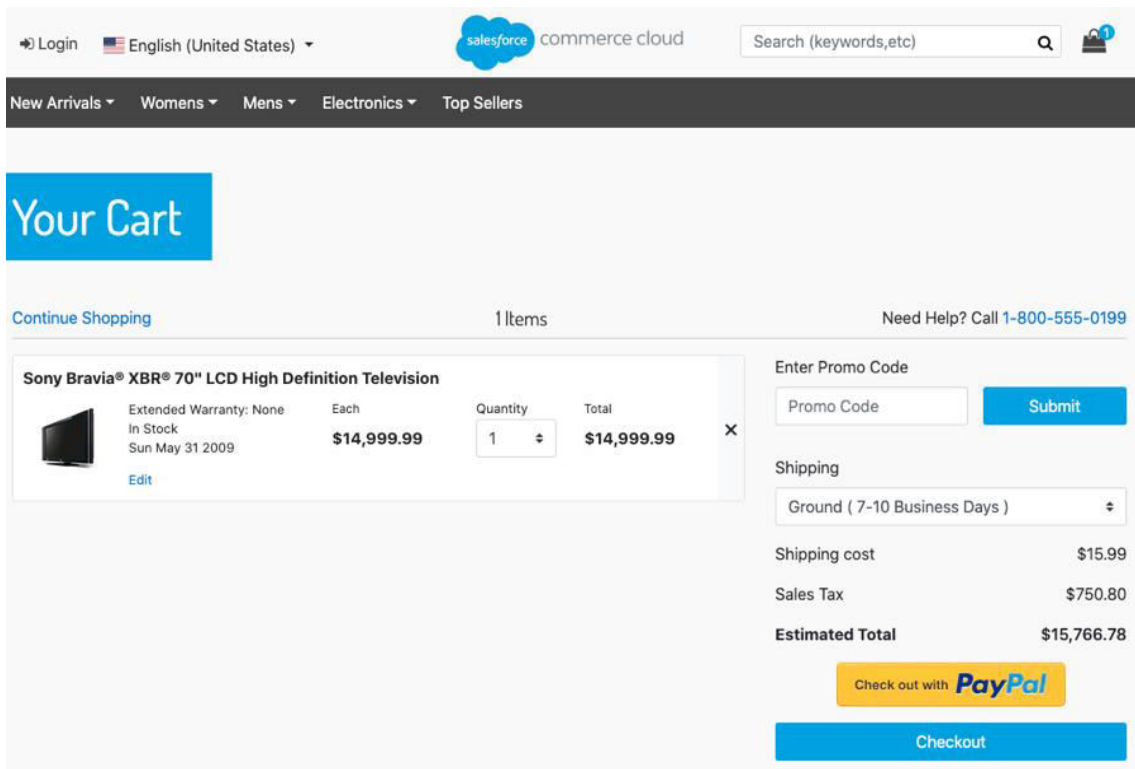 Login English (United States) salesforce commerce cloud Search (keywords,etc) 1
New Arrivals Womens Mens Electronics Top Sellers
Your Cart
Continue Shopping 1 Items Need Help? Call 1-800-555-0199
Sony Bravia® XBR® 70" LCD High Definition Television
Extended Warranty: None
In Stock
Sun May 31 2009
Edit
Each
$14,999.99
Quantity
1
Total
$14,999.99
×
Enter Promo Code
Promo Code Submit
Shipping
Ground ( 7-10 Business Days )
Shipping cost $15.99
Sales Tax $750.80
Estimated Total $15,766.78
Check out with PayPal
Checkout